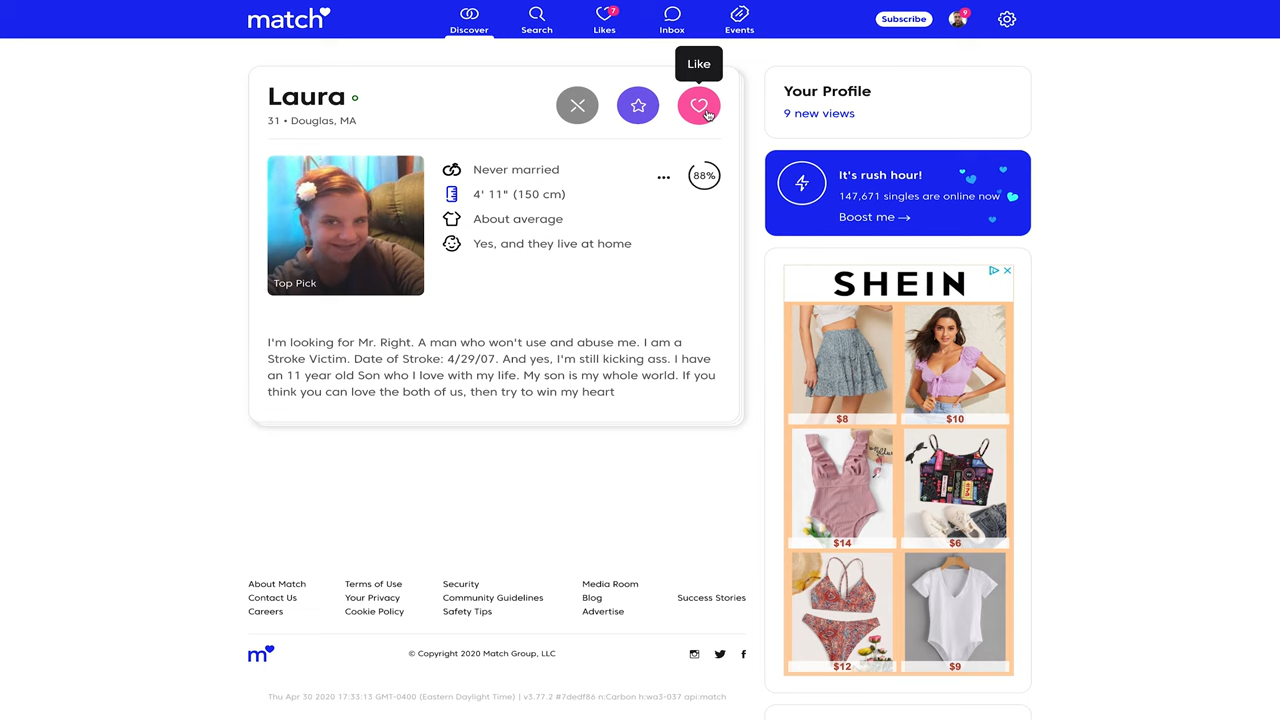 match
Discover
Search
7
Likes
Inbox
Events
Subscribe
9
Like
Laura
31 • Douglas, MA
Never married
4' 11" (150 cm)
About average
Yes, and they live at home
...
88%
Top Pick
I'm looking for Mr. Right. A man who won't use and abuse me. I am a
Stroke Victim. Date of Stroke: 4/29/07. And yes, I'm still kicking ass. I have
an 11 year old Son who I love with my life. My son is my whole world. If you
think you can love the both of us, then try to win my heart
Your Profile
9 new views
It's rush hour!
147,671 singles are online now
Boost me →
SHEIN
$8
$10
$14
$6
$12
$9
About Match
Contact Us
Careers
Terms of Use
Your Privacy
Cookie Policy
Security
Community Guidelines
Safety Tips
Media Room
Blog
Advertise
Success Stories
m
© Copyright 2020 Match Group, LLC
Thu Apr 30 2020 17:33:13 GMT-0400 (Eastern Daylight Time) | v3.77.2 #7dedf86 n:Carbon h:wa3-037 api:match